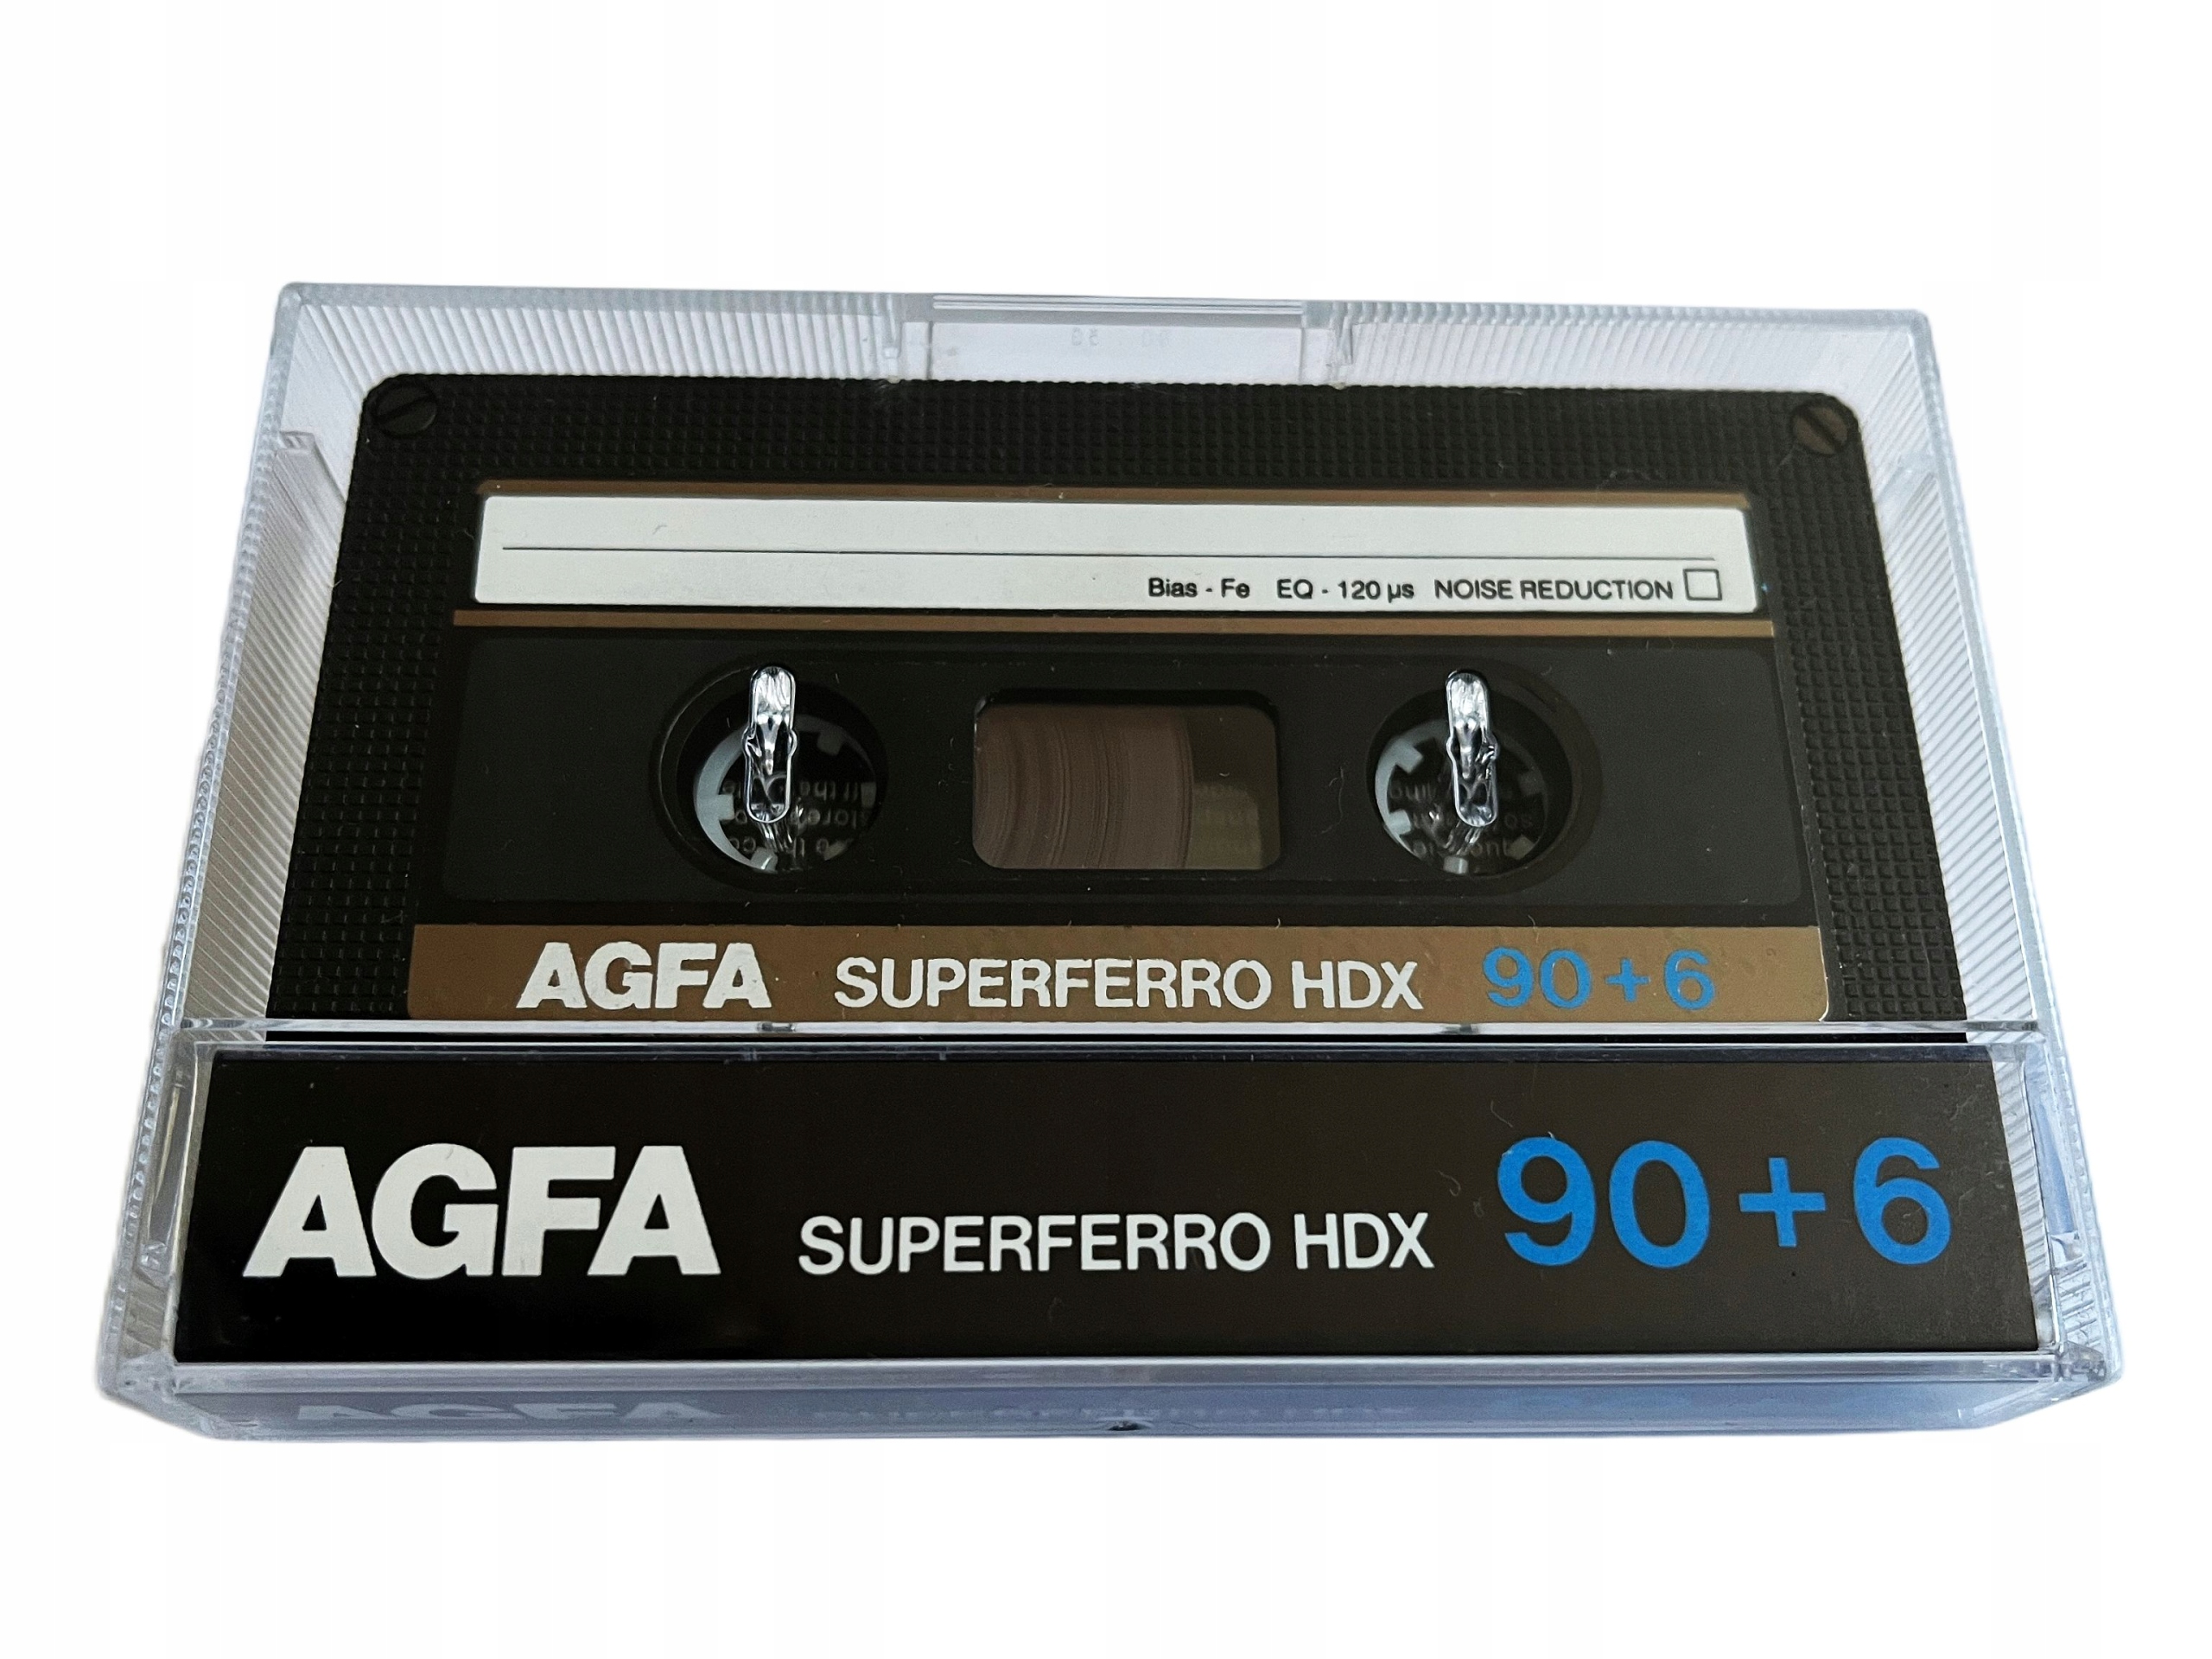 Bias - Fe EQ - 120 µs NOISE REDUCTION
AGFA SUPERFERRO HDX 90+6
AGFA SUPERFERRO HDX 90+6